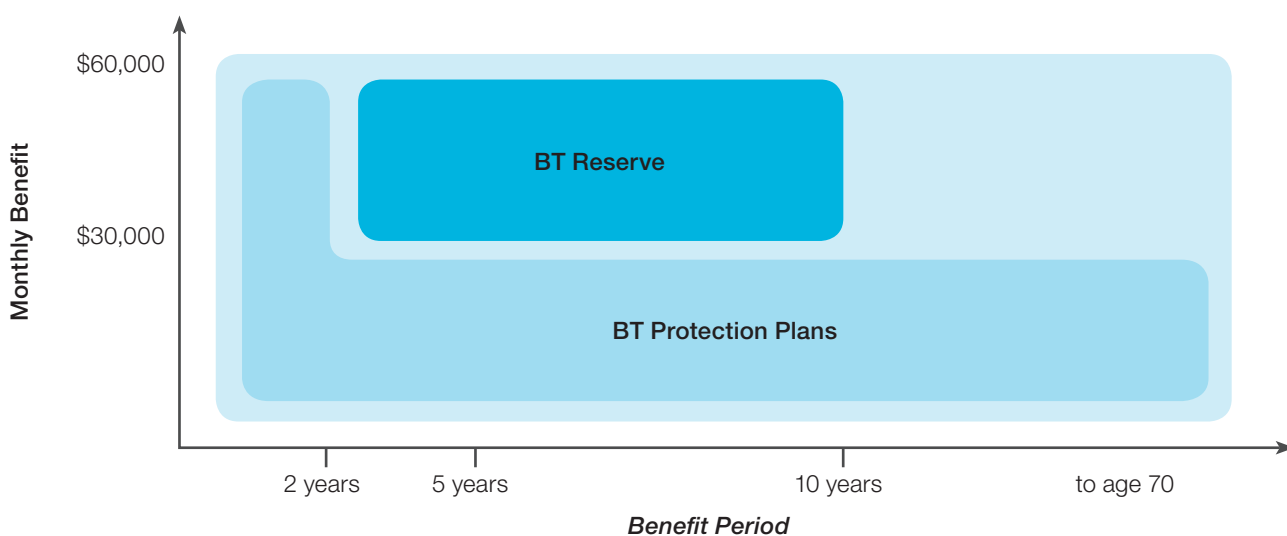 Monthly Benefit
$60,000
$30,000
BT Reserve
BT Protection Plans
2 years
5 years
10 years
to age 70
Benefit Period